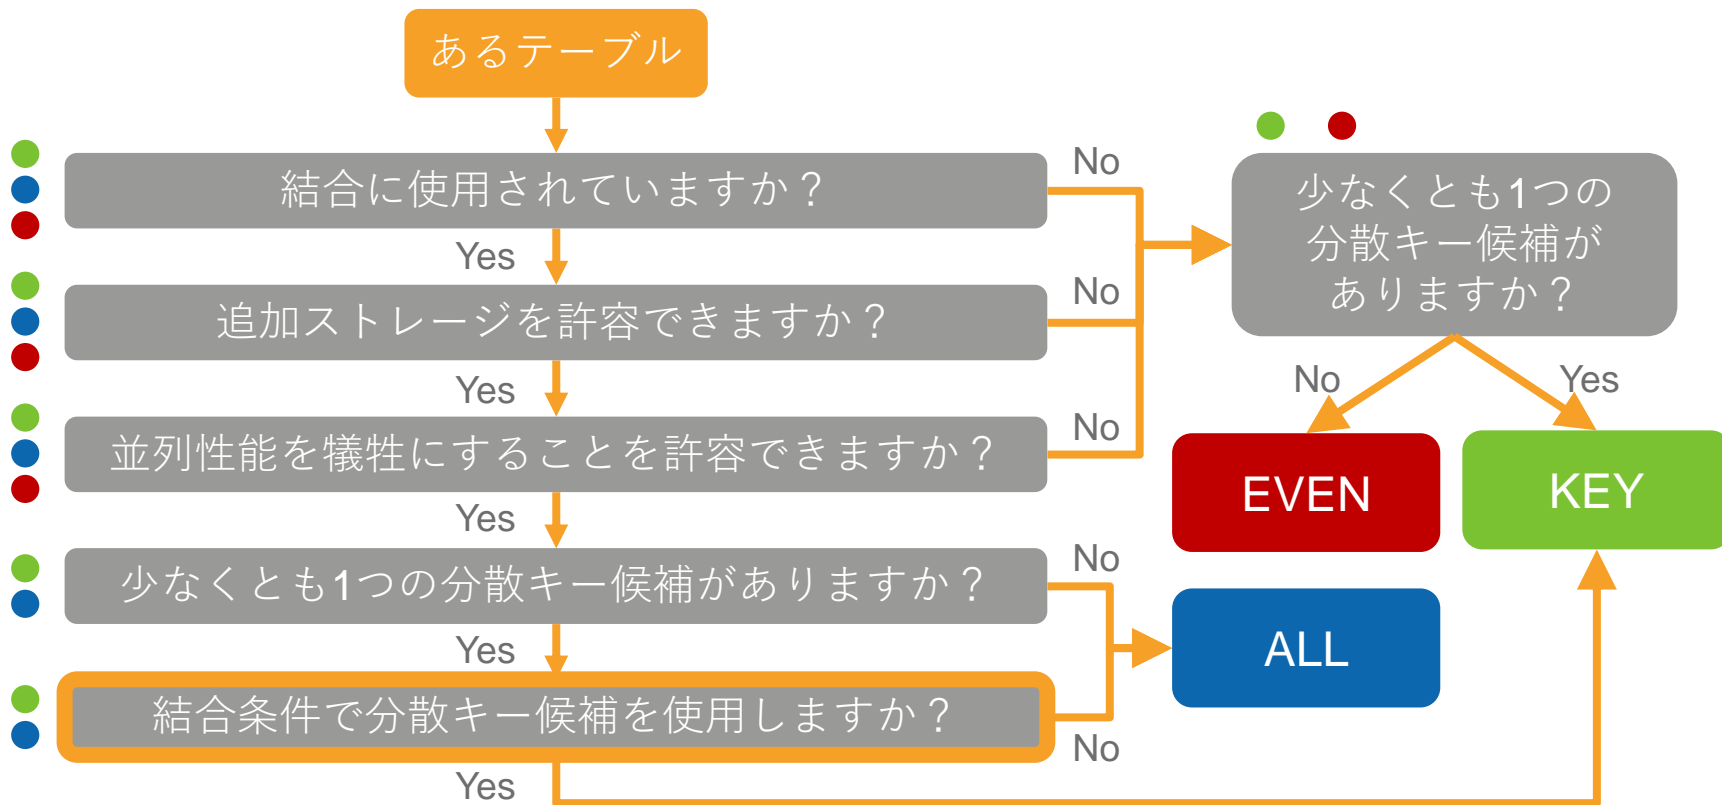 あるテーブル
結合に使用されていますか？
No
Yes
追加ストレージを許容できますか？
No
Yes
並列性能を犠牲にすることを許容できますか？
No
Yes
少なくとも1つの分散キー候補がありますか？
No
Yes
結合条件で分散キー候補を使用しますか？
No
Yes
少なくとも1つの
分散キー候補が
ありますか？
No
Yes
EVEN
KEY
ALL